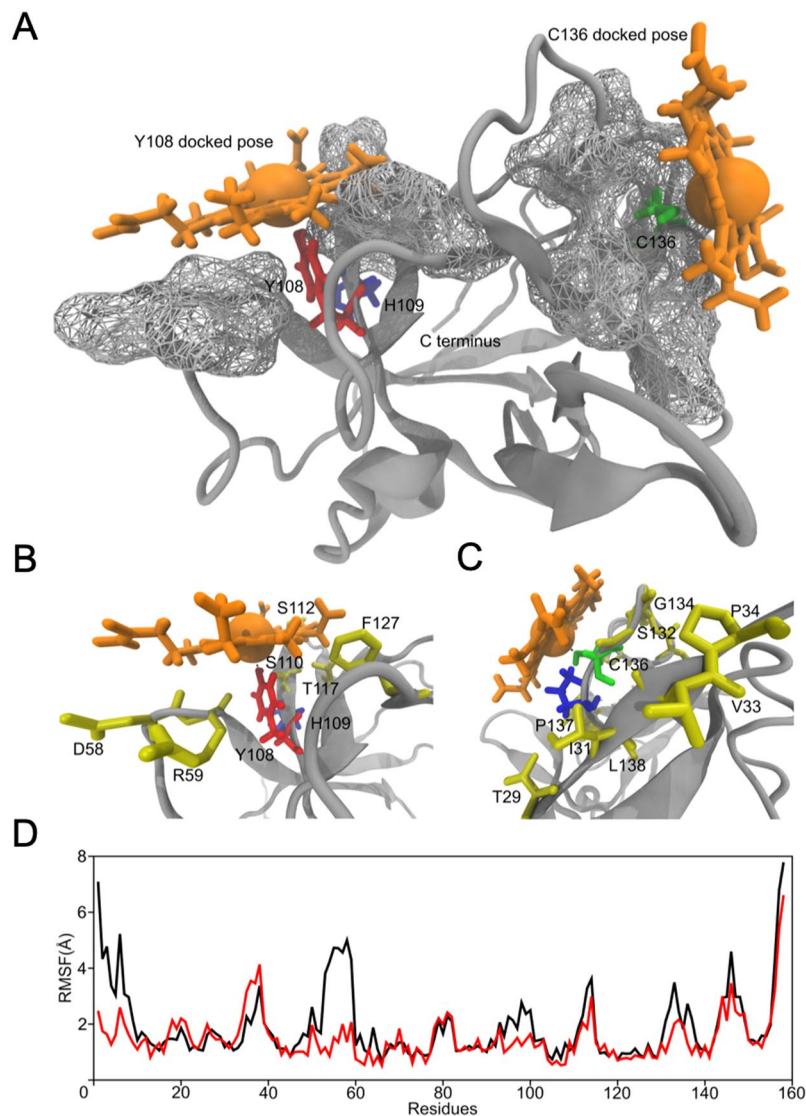 A
C136 docked pose
Y108 docked pose
C136
Y108
H109
C terminus
B
S112
F127
S110
T117
H109
D58
Y108
R59
C
G134
P34
S132
C136
V33
P137
I31
L138
T29
D
8
6
4
2
RMSF(Å)
0 20 40 60 80 100 120 140 160
Residues